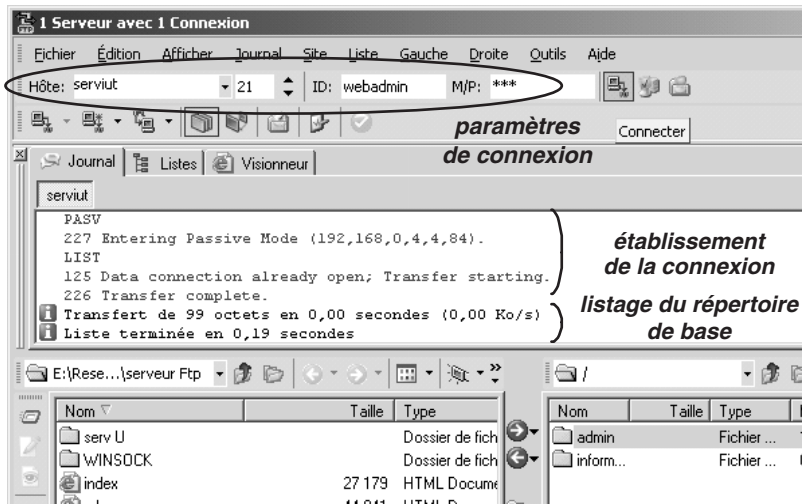 1 Serveur avec 1 Connexion
Fichier Édition Afficher Journal Site Liste Gauche Droite Outils Aide
Hôte: serviut 21 ID: webadmin M/P: ***
paramètres
de connexion
Connecter
Journal Listes Visionneur
serviut
PASV
227 Entering Passive Mode (192,168,0,4,4,84).
LIST
125 Data connection already open; Transfer starting.
226 Transfer complete.
Transfert de 99 octets en 0,00 secondes (0,00 Ko/s)
Liste terminée en 0,19 secondes
établissement
de la connexion
listage du répertoire
de base
E:\Rese...\serveur Ftp
/
Nom Taille Type
serv U Dossier de fich
WINSOCK Dossier de fich
index 27 179 HTML Docume
Nom Taille Type
admin Fichier ...
inform... Fichier ...